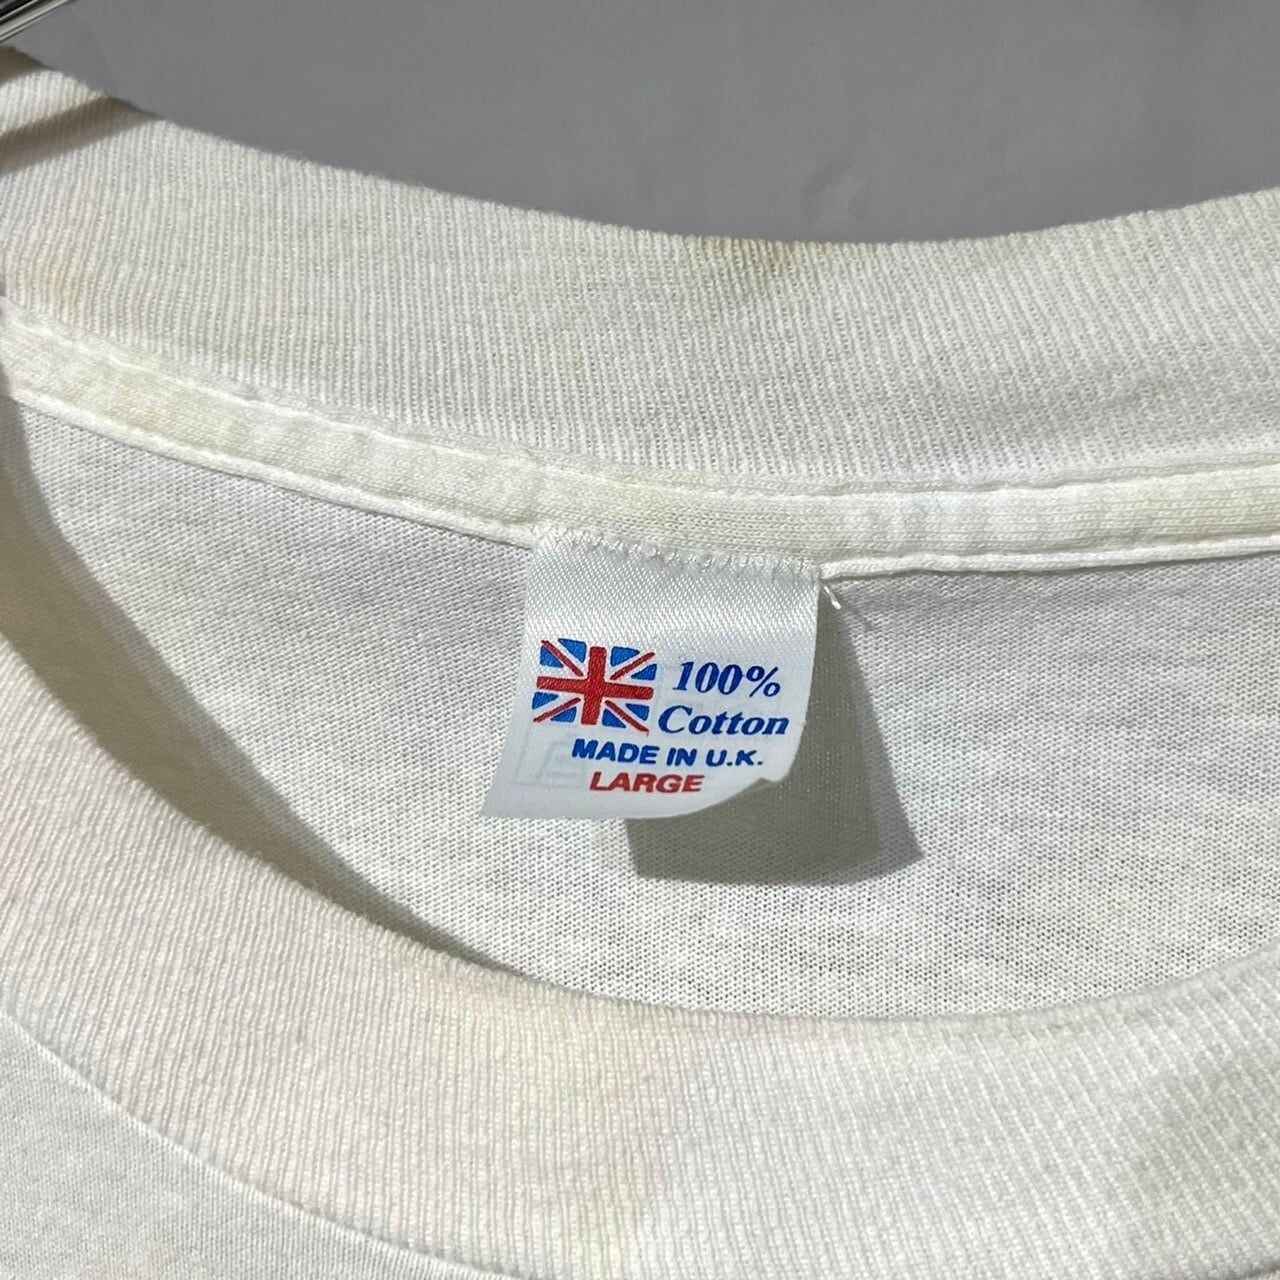 100%
Cotton
MADE IN U.K.
LARGE